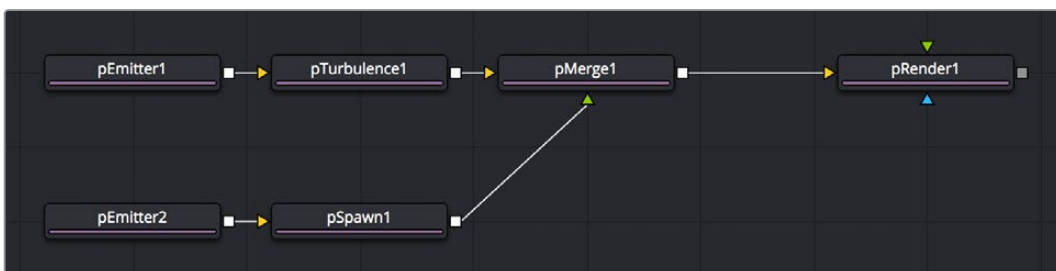 pEmitter1
pTurbulence1
pMerge1
pRender1
pEmitter2
pSpawn1